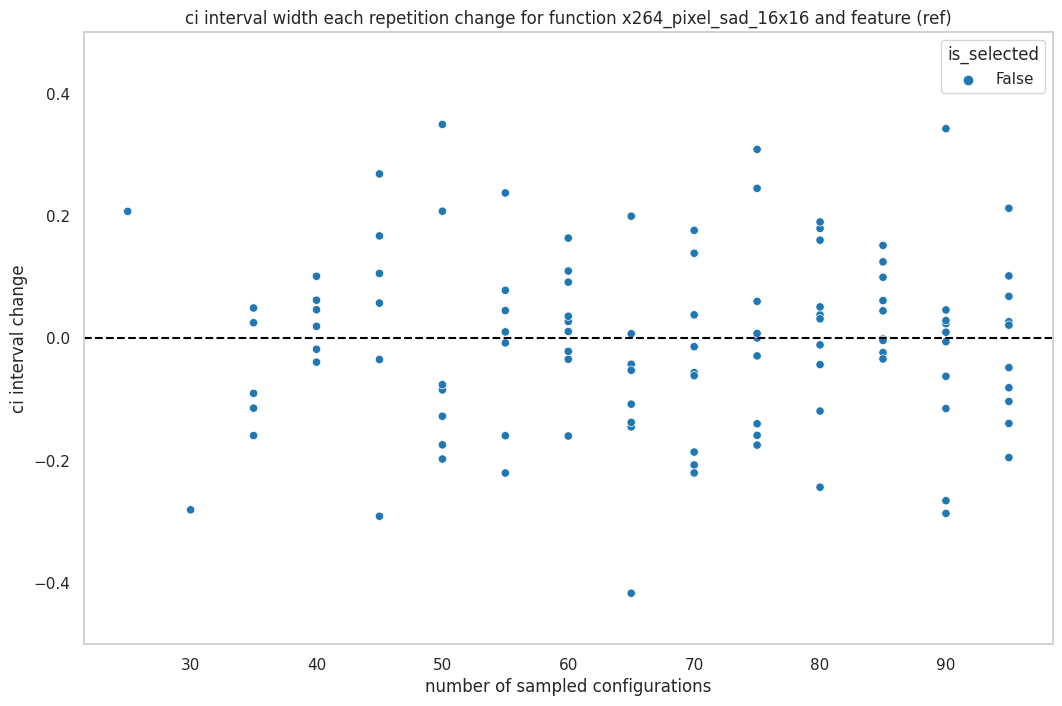 ci interval width each repetition change for function x264_pixel_sad_16x16 and feature (ref)
is_selected
False
ci interval change
0.4
0.2
0.0
−0.2
−0.4
30 40 50 60 70 80 90
number of sampled configurations